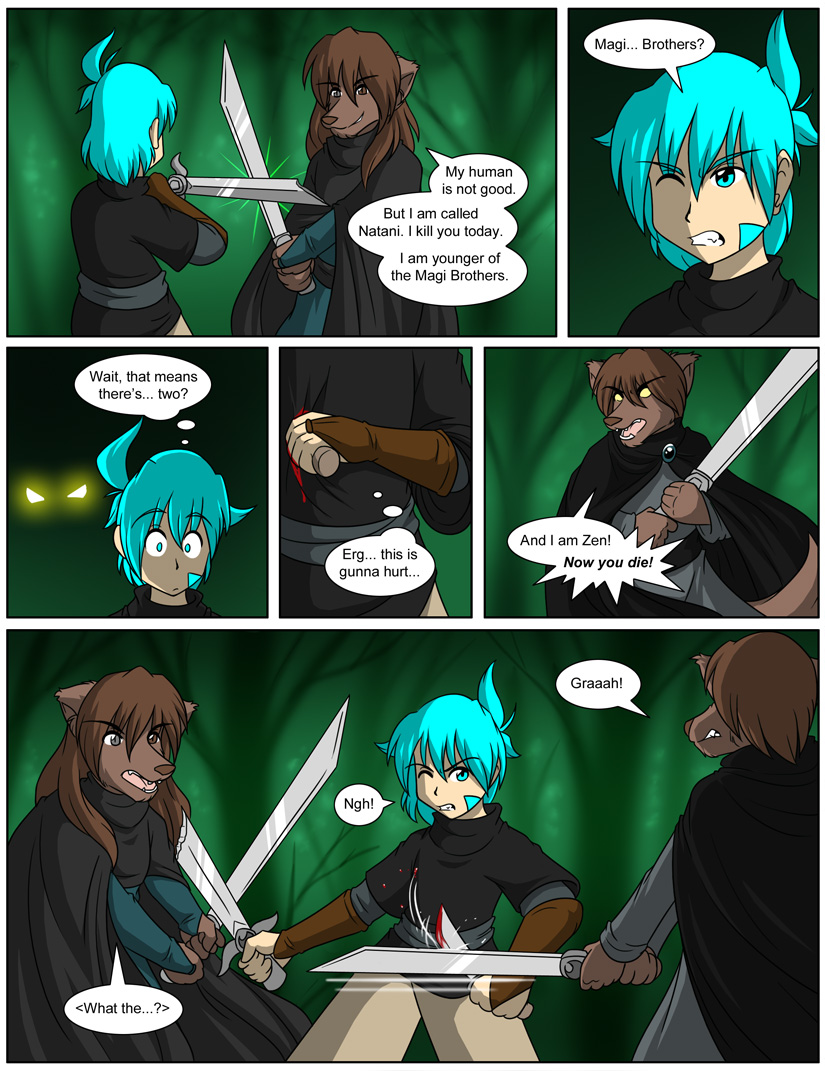 My human
is not good.
But I am called
Natani. I kill you today.
I am younger of
the Magi Brothers.
Magi... Brothers?
Wait, that means
there's... two?
Erg... this is
gunna hurt...
And I am Zen!
Now you die!
Graaah!
Ngh!
<What the...?>